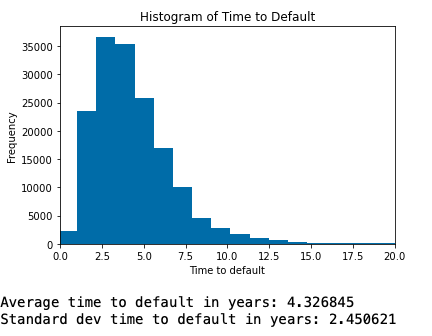 Histogram of Time to Default
35000
30000
25000
20000
15000
10000
5000
0
Frequency
0.0 2.5 5.0 7.5 10.0 12.5 15.0 17.5 20.0
Time to default
Average time to default in years: 4.326845
Standard dev time to default in years: 2.450621